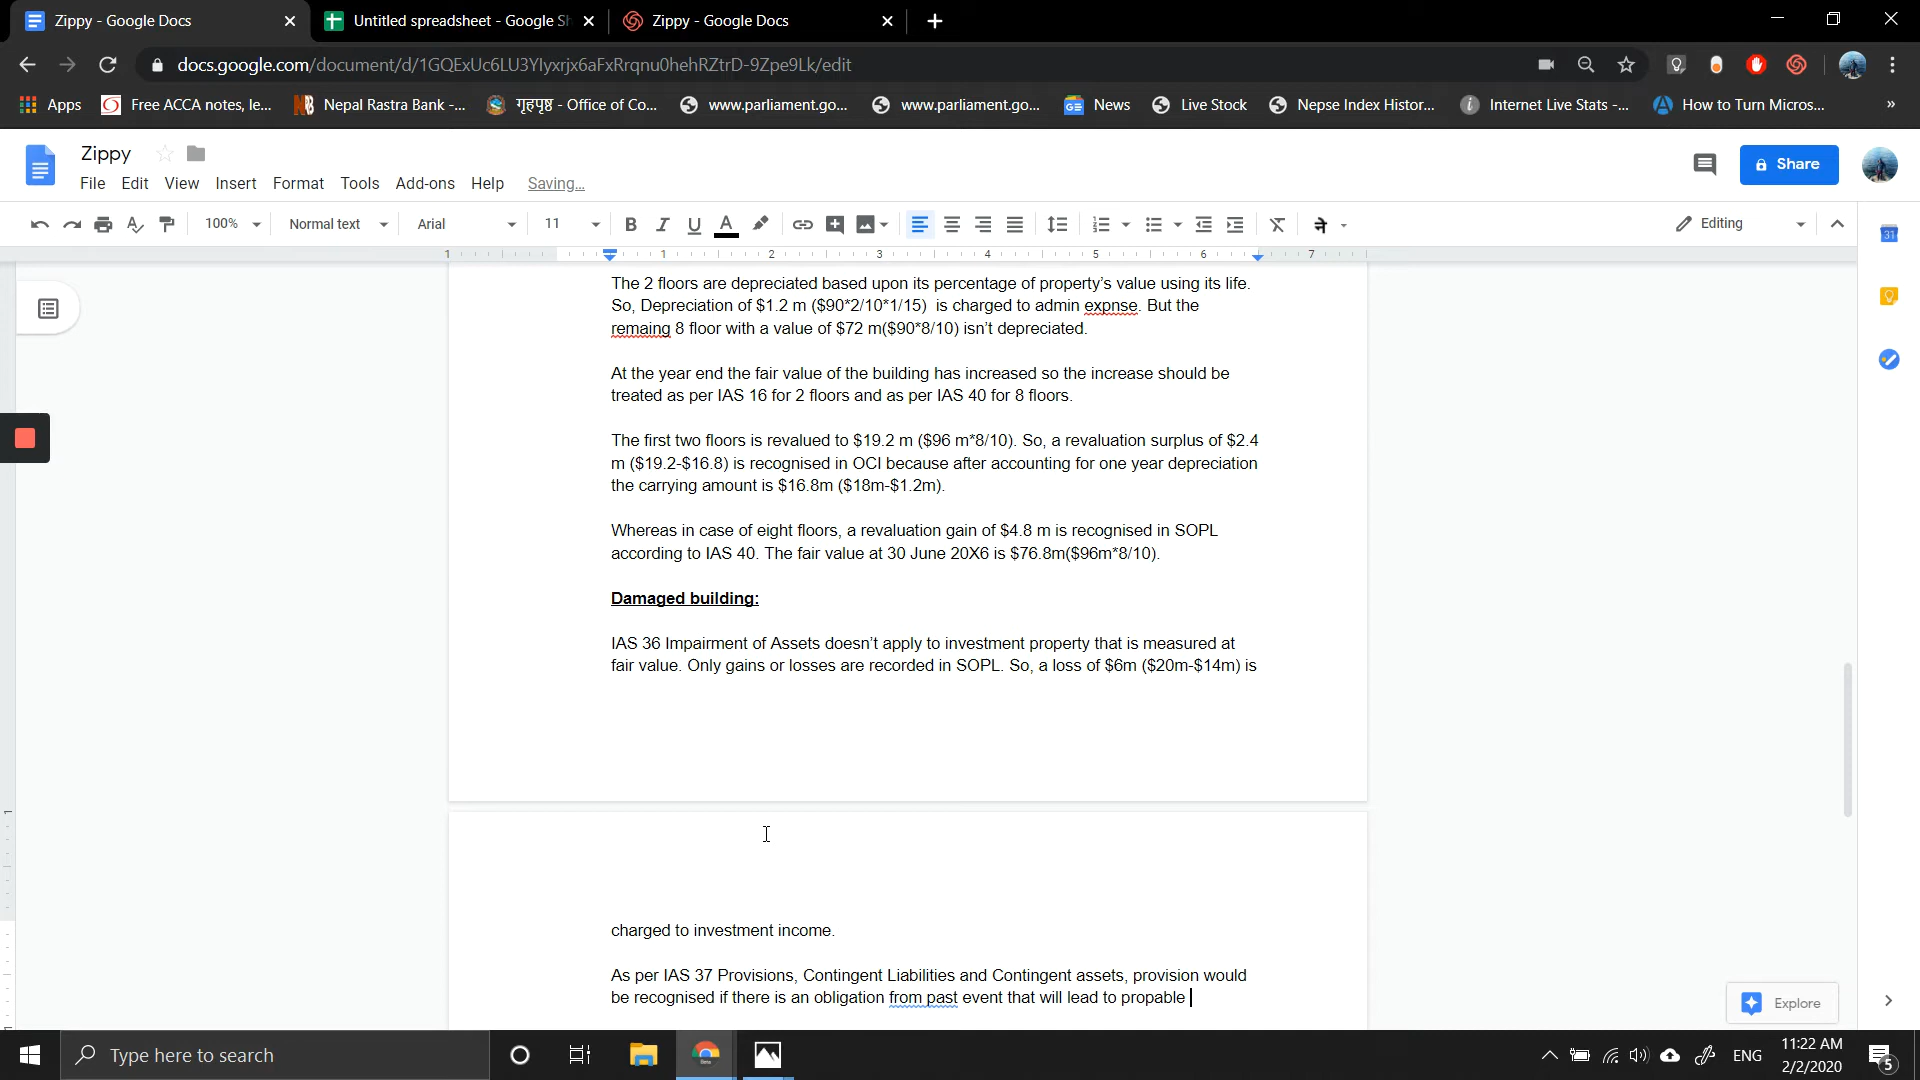 Zippy - Google Docs
Untitled spreadsheet - Google Sh
Zippy - Google Docs
docs.google.com/document/d/1GQExUc6LU3YIyxrjx6aFxRrqnu0hehRZtrD-9Zpe9Lk/edit
Apps
Free ACCA notes, le...
Nepal Rastra Bank -...
गृहपृष्ठ - Office of Co...
www.parliament.go...
www.parliament.go...
News
Live Stock
Nepse Index Histor...
Internet Live Stats -...
How to Turn Micros...
»
Zippy
File Edit View Insert Format Tools Add-ons Help Saving...
Share
100% Normal text Arial 11 B I U A
Editing
1 1 2 3 4 5 6 7
The 2 floors are depreciated based upon its percentage of property's value using its life.
So, Depreciation of $1.2 m ($90*2/10*1/15) is charged to admin expnse. But the
remaing 8 floor with a value of $72 m($90*8/10) isn't depreciated.
At the year end the fair value of the building has increased so the increase should be
treated as per IAS 16 for 2 floors and as per IAS 40 for 8 floors.
The first two floors is revalued to $19.2 m ($96 m*8/10). So, a revaluation surplus of $2.4
m ($19.2-$16.8) is recognised in OCI because after accounting for one year depreciation
the carrying amount is $16.8m ($18m-$1.2m).
Whereas in case of eight floors, a revaluation gain of $4.8 m is recognised in SOPL
according to IAS 40. The fair value at 30 June 20X6 is $76.8m($96m*8/10).
Damaged building:
IAS 36 Impairment of Assets doesn't apply to investment property that is measured at
fair value. Only gains or losses are recorded in SOPL. So, a loss of $6m ($20m-$14m) is
charged to investment income.
As per IAS 37 Provisions, Contingent Liabilities and Contingent assets, provision would
be recognised if there is an obligation from past event that will lead to propable
Explore
Type here to search
ENG
11:22 AM
2/2/2020
5